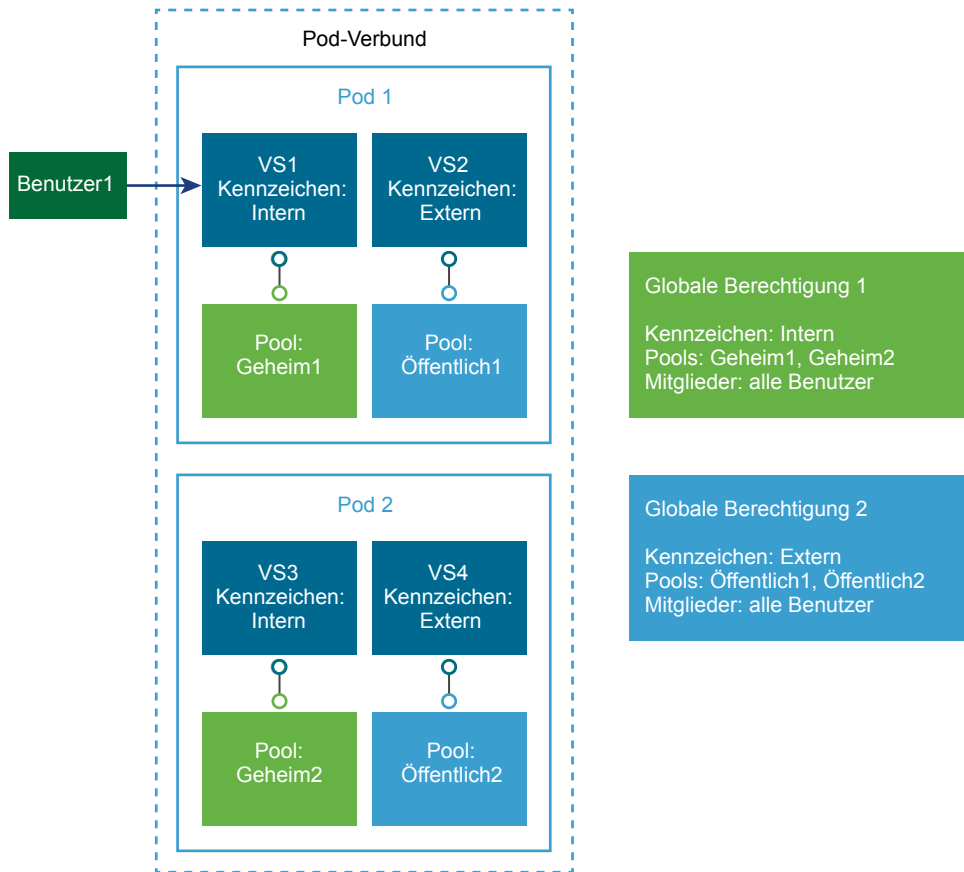 Pod-Verbund
Pod 1
Benutzer1
VS1
Kennzeichen:
Intern
VS2
Kennzeichen:
Extern
Pool:
Geheim1
Pool:
Öffentlich1
Pod 2
VS3
Kennzeichen:
Intern
VS4
Kennzeichen:
Extern
Pool:
Geheim2
Pool:
Öffentlich2
Globale Berechtigung 1
Kennzeichen: Intern
Pools: Geheim1, Geheim2
Mitglieder: alle Benutzer
Globale Berechtigung 2
Kennzeichen: Extern
Pools: Öffentlich1, Öffentlich2
Mitglieder: alle Benutzer